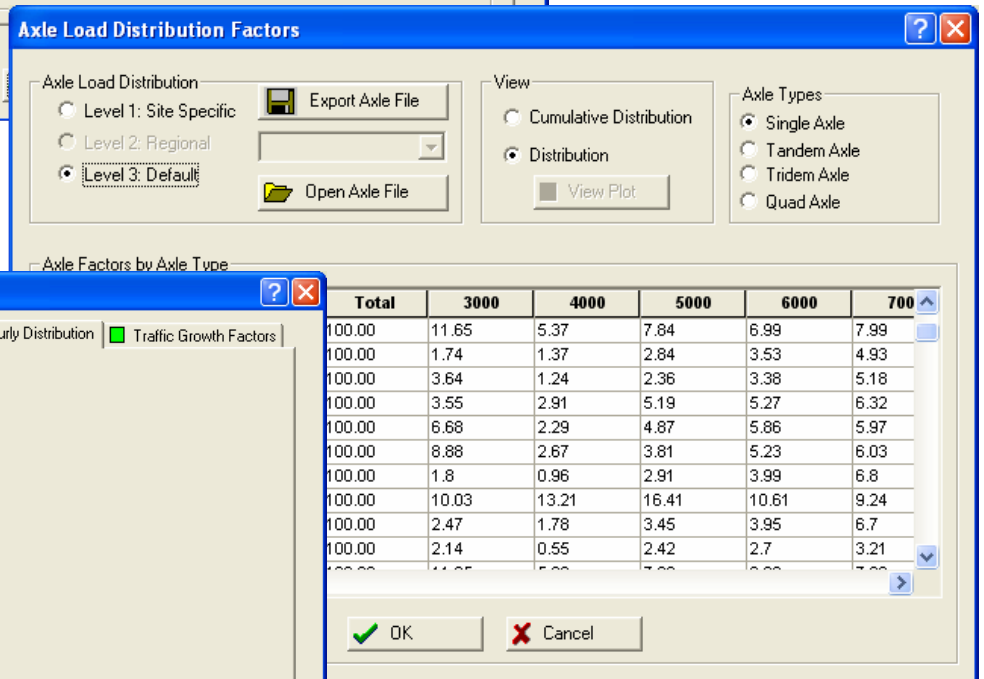 Axle Load Distribution Factors
Axle Load Distribution
Level 1: Site Specific
Export Axle File
Level 2: Regional
Level 3: Default
Open Axle File
View
Cumulative Distribution
Distribution
View Plot
Axle Types
Single Axle
Tandem Axle
Tridem Axle
Quad Axle
Axle Factors by Axle Type
Total 3000 4000 5000 6000 700
100.00 11.65 5.37 7.84 6.99 7.99
100.00 1.74 1.37 2.84 3.53 4.93
100.00 3.64 1.24 2.36 3.38 5.18
100.00 3.55 2.91 5.19 5.27 6.32
100.00 6.68 2.29 4.87 5.86 5.97
100.00 8.88 2.67 3.81 5.23 6.03
100.00 1.8 0.96 2.91 3.99 6.8
100.00 10.03 13.21 16.41 10.61 9.24
100.00 2.47 1.78 3.45 3.95 6.7
100.00 2.14 0.55 2.42 2.7 3.21
OK Cancel
urly Distribution Traffic Growth Factors